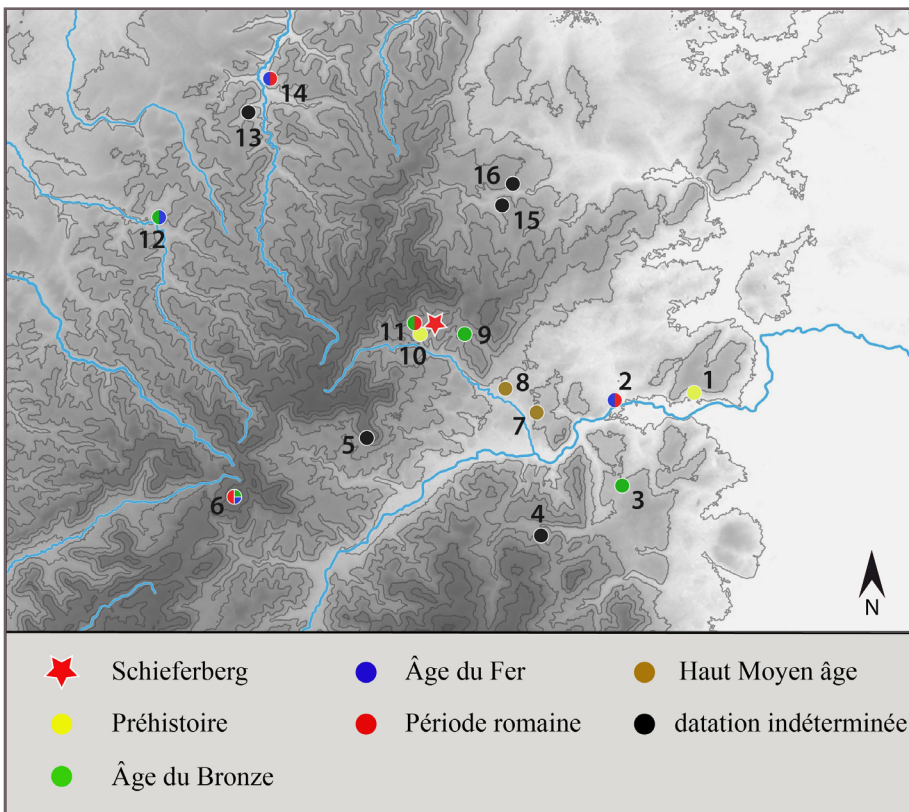 14
13
16
15
12
11
10
9
8
7
2
1
5
6
4
3
N
Schieferberg
Âge du Fer
Haut Moyen âge
Préhistoire
Période romaine
datation indéterminée
Âge du Bronze